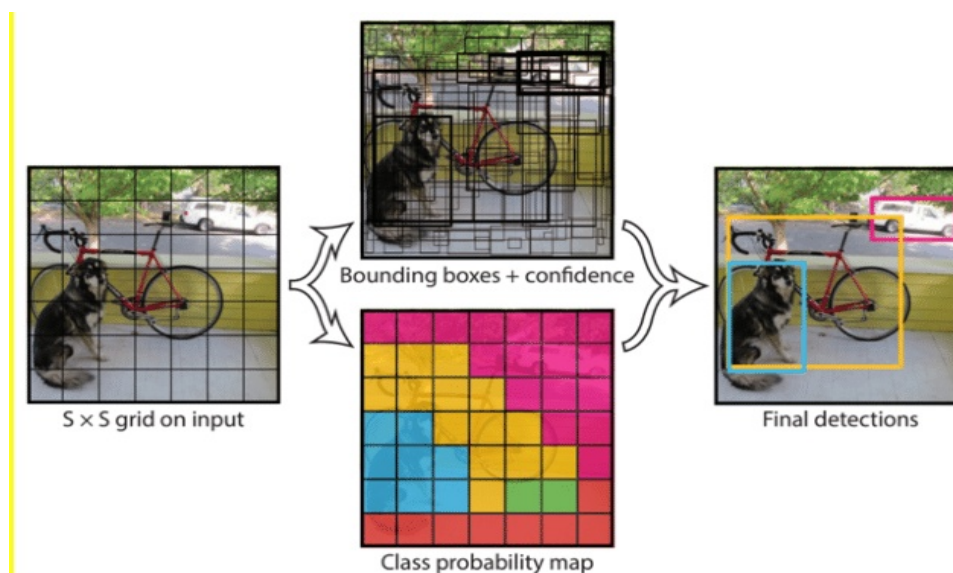 Bounding boxes + confidence
S × S grid on input
Final detections
Class probability map